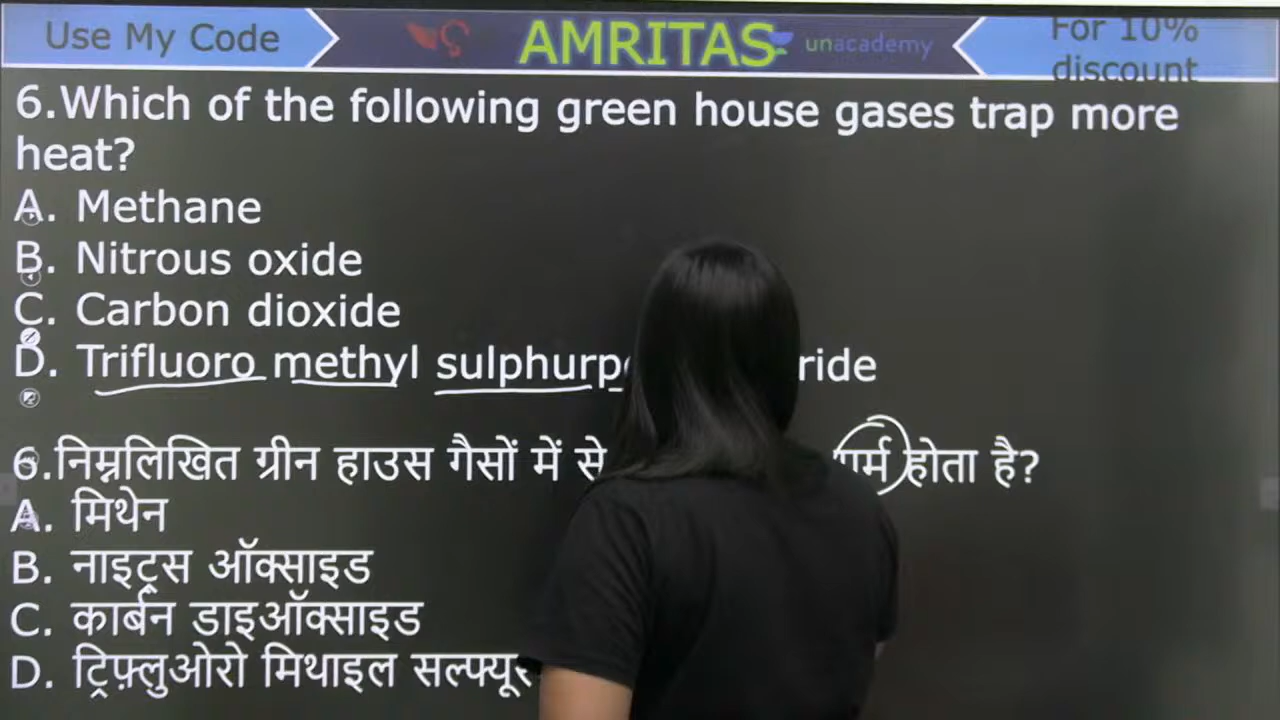 Use My Code
AMRITAS
unacademy
For 10%
discount
6.Which of the following green house gases trap more
heat?
A. Methane
B. Nitrous oxide
C. Carbon dioxide
D. Trifluoro methyl sulphurp ride
6.निम्नलिखित ग्रीन हाउस गैसों में से गर्म होता है?
A. मिथेन
B. नाइट्रस ऑक्साइड
C. कार्बन डाइऑक्साइड
D. ट्रिफ़्लुओरो मिथाइल